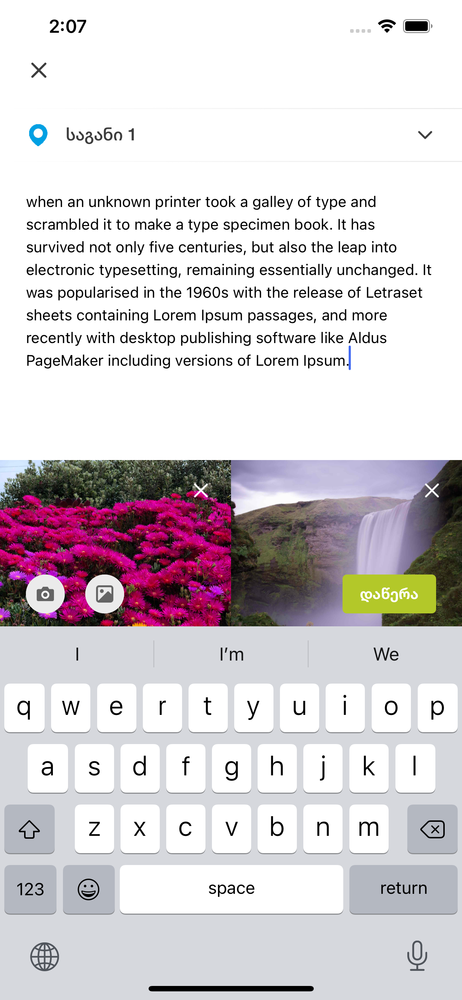 2:07
საგანი 1
when an unknown printer took a galley of type and
scrambled it to make a type specimen book. It has
survived not only five centuries, but also the leap into
electronic typesetting, remaining essentially unchanged. It
was popularised in the 1960s with the release of Letraset
sheets containing Lorem Ipsum passages, and more
recently with desktop publishing software like Aldus
PageMaker including versions of Lorem Ipsum.
დაწერა
I I’m We
q w e r t y u i o p
a s d f g h j k l
z x c v b n m
123 space return